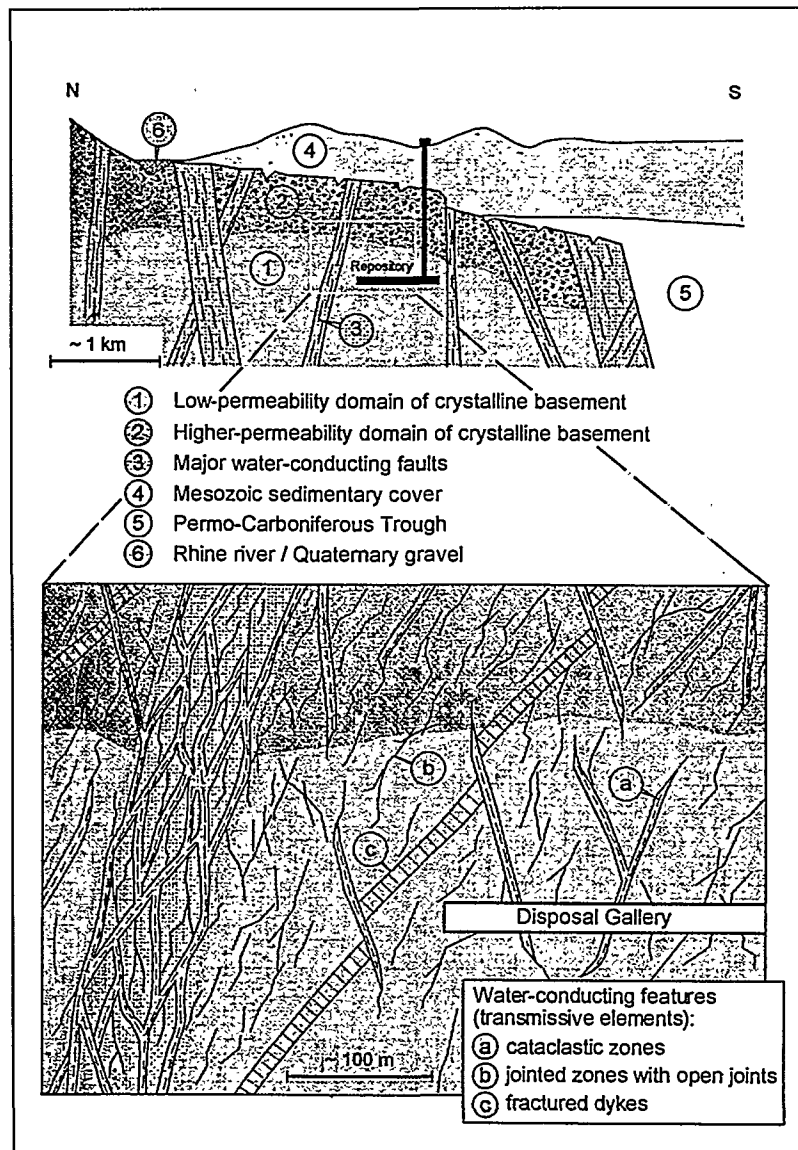 N
S
6
4
2
1
Repository
5
3
~ 1 km
1 Low-permeability domain of crystalline basement
2 Higher-permeability domain of crystalline basement
3 Major water-conducting faults
4 Mesozoic sedimentary cover
5 Permo-Carboniferous Trough
6 Rhine river / Quaternary gravel
b
a
c
Disposal Gallery
Water-conducting features
(transmissive elements):
a cataclastic zones
b jointed zones with open joints
c fractured dykes
~ 100 m